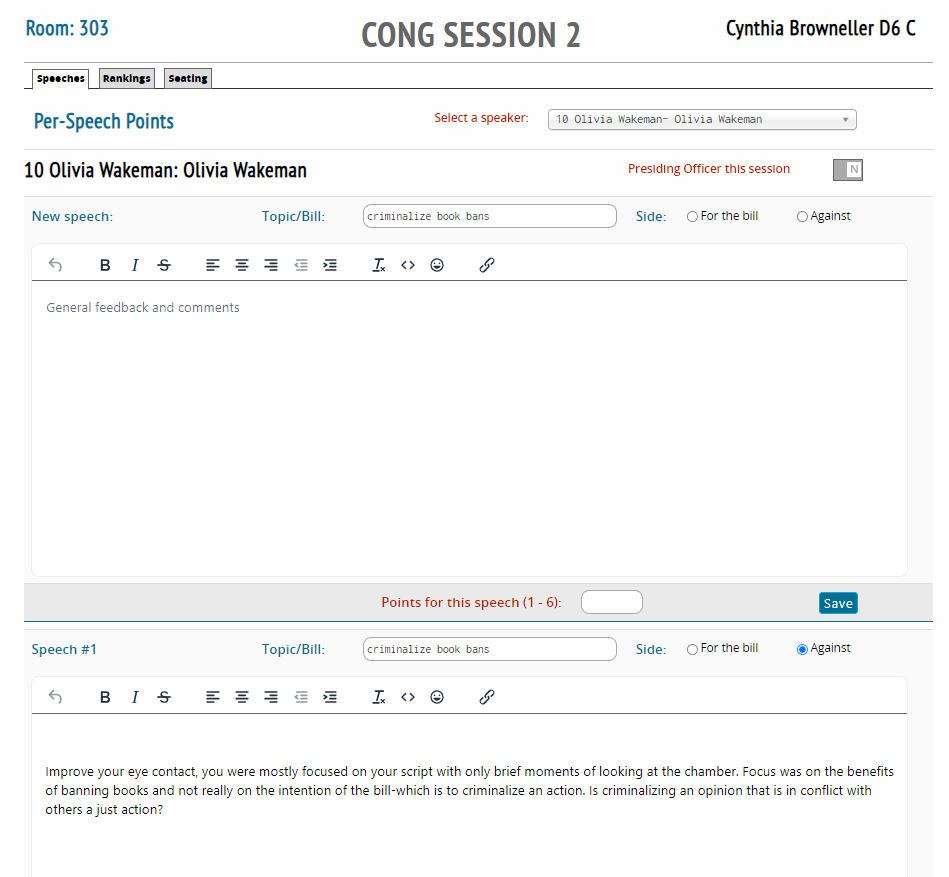 Room: 303
CONG SESSION 2
Cynthia Browneller D6 C
Speeches Rankings Seating
Per-Speech Points
Select a speaker: 10 Olivia Wakeman- Olivia Wakeman
10 Olivia Wakeman: Olivia Wakeman
Presiding Officer this session N
New speech: Topic/Bill: criminalize book bans Side: For the bill Against
B I S
General feedback and comments
Points for this speech (1 - 6): Save
Speech #1 Topic/Bill: criminalize book bans Side: For the bill Against
B I S
Improve your eye contact, you were mostly focused on your script with only brief moments of looking at the chamber. Focus was on the benefits
of banning books and not really on the intention of the bill-which is to criminalize an action. Is criminalizing an opinion that is in conflict with
others a just action?